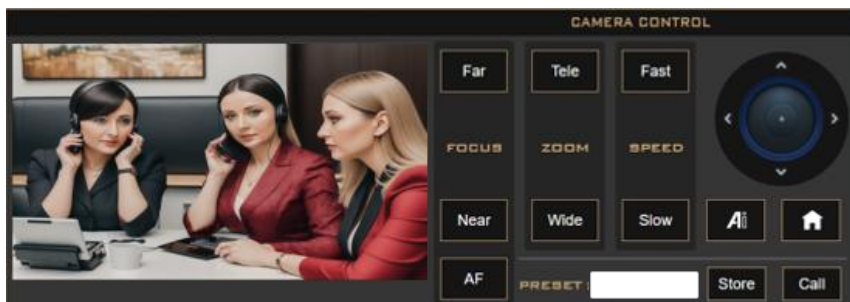 CAMERA CONTROL
Far Tele Fast
FOCUS ZOOM SPEED
Near Wide Slow
AF PRESET: Store Call